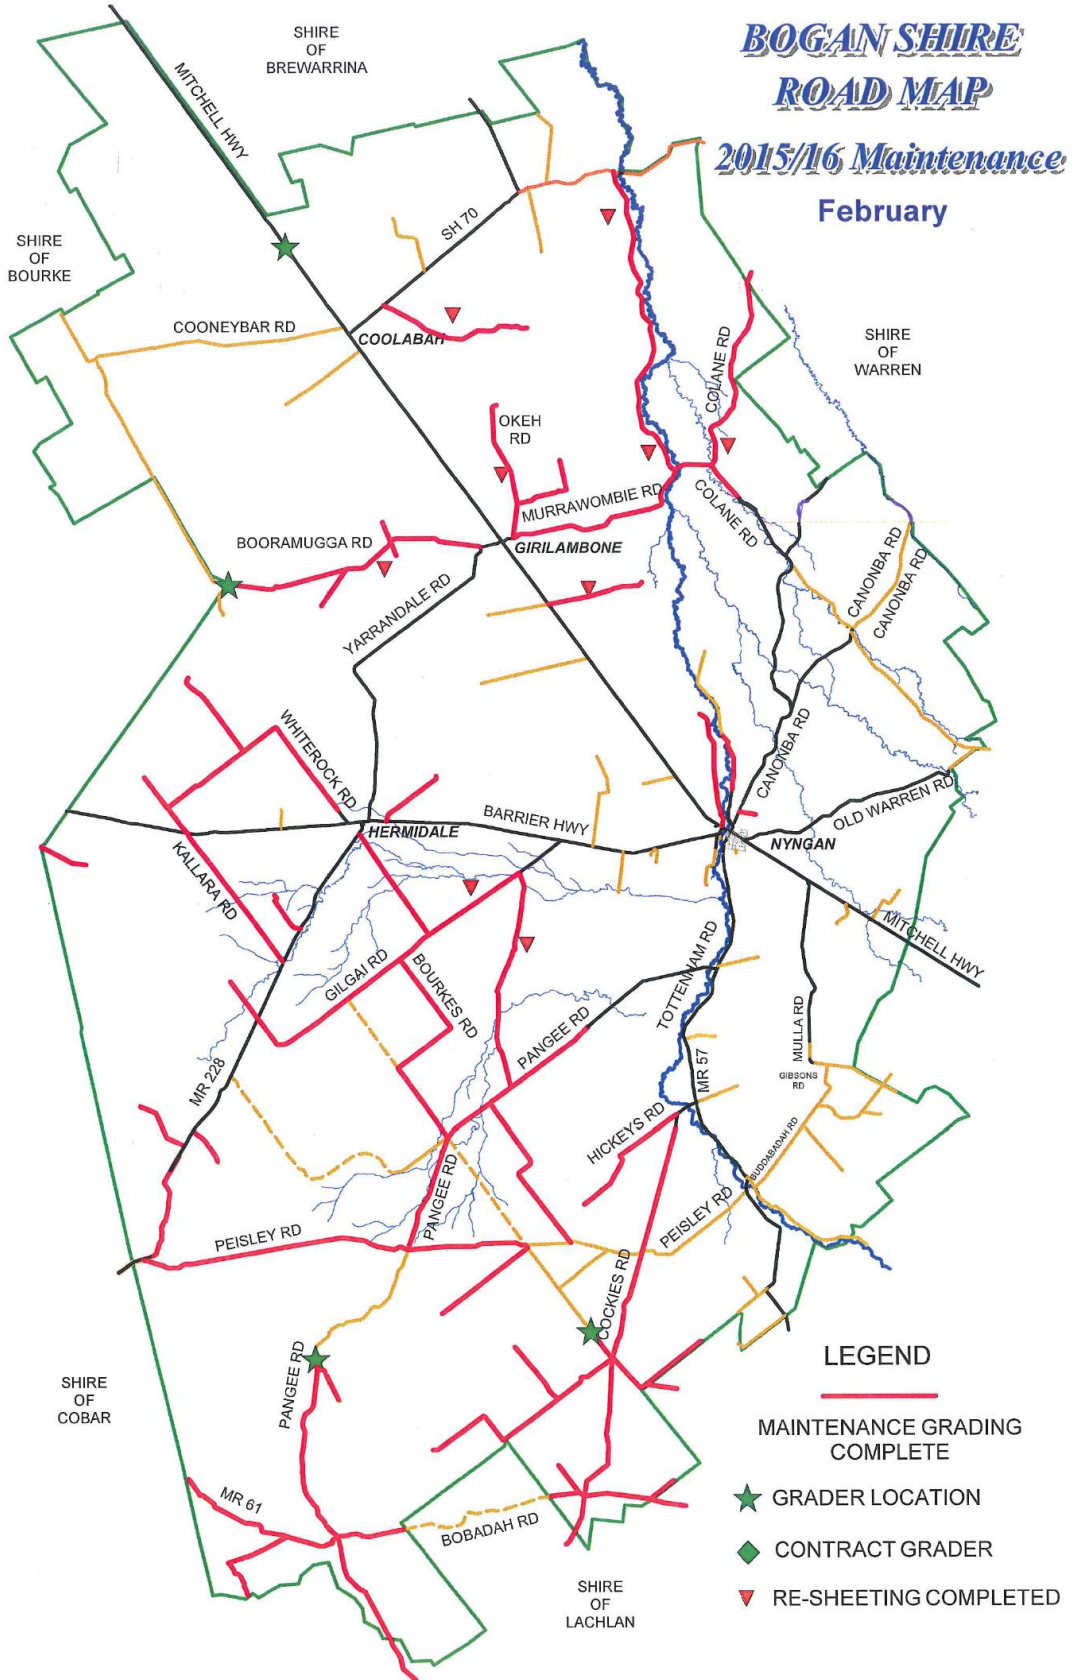 BOGAN SHIRE
ROAD MAP
2015/16 Maintenance
February
SHIRE
OF
BREWARRINA
MITCHELL HWY
SHIRE
OF
BOURKE
SH 70
COONEYBAR RD
COOLABAH
SHIRE
OF
WARREN
COLANE RD
OKEH
RD
MURRAWOMBIE RD
COLANE RD
BOORAMUGGA RD
GIRILAMBONE
CANONBA RD
CANONBA RD
YARRANDALE RD
WHITEROCK RD
CANONBA RD
BARRIER HWY
OLD WARREN RD
HERMIDALE
NYNGAN
KALLARA RD
MITCHELL HWY
GILGAI RD
BOURKES RD
TOTTENHAM RD
PANGEE RD
MULLA RD
MR 57
MR 228
GIBSONS
RD
HICKEYS RD
BUDDABADAH RD
PANGEE RD
PEISLEY RD
PEISLEY RD
COCKIES RD
PANGEE RD
SHIRE
OF
COBAR
MR 61
BOBADAH RD
SHIRE
OF
LACHLAN
LEGEND
MAINTENANCE GRADING
COMPLETE
GRADER LOCATION
CONTRACT GRADER
RE-SHEETING COMPLETED